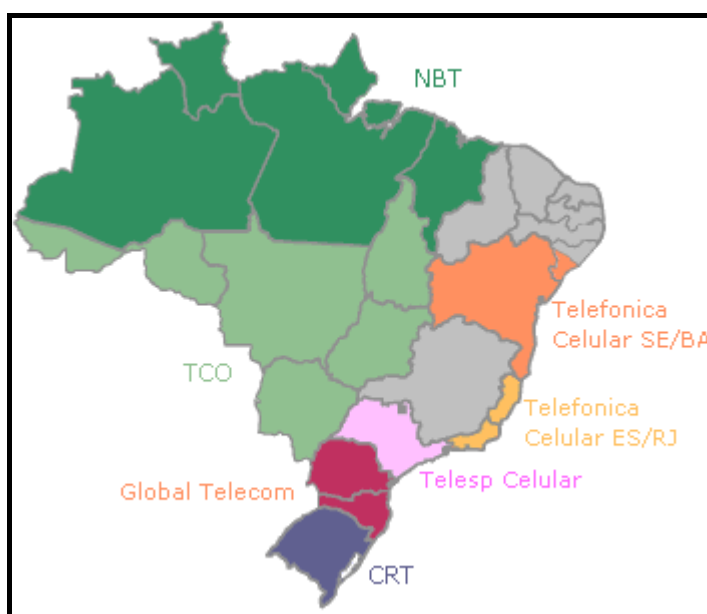 NBT
Telefonica
Celular SE/BA
TCO
Telefonica
Celular ES/RJ
Telesp Celular
Global Telecom
CRT